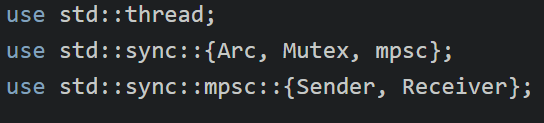 use std::thread;
use std::sync::{Arc, Mutex, mpsc};
use std::sync::mpsc::{Sender, Receiver};